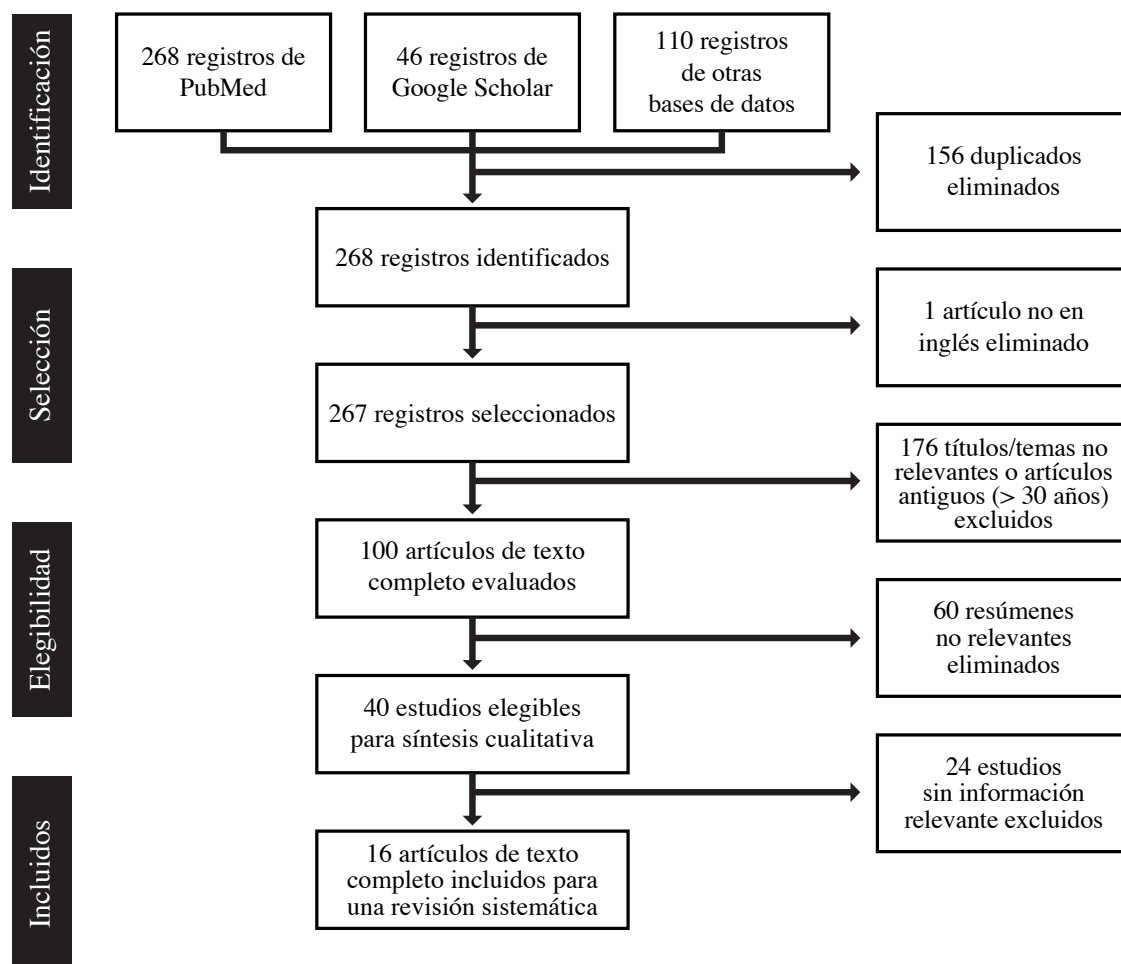 Identificación
268 registros de
PubMed
46 registros de
Google Scholar
110 registros
de otras
bases de datos
156 duplicados
eliminados
268 registros identificados
Selección
1 artículo no en
inglés eliminado
267 registros seleccionados
176 títulos/temas no
relevantes o artículos
antiguos (> 30 años)
excluidos
Elegibilidad
100 artículos de texto
completo evaluados
60 resúmenes
no relevantes
eliminados
40 estudios elegibles
para síntesis cualitativa
24 estudios
sin información
relevante excluidos
Incluidos
16 artículos de texto
completo incluidos para
una revisión sistemática